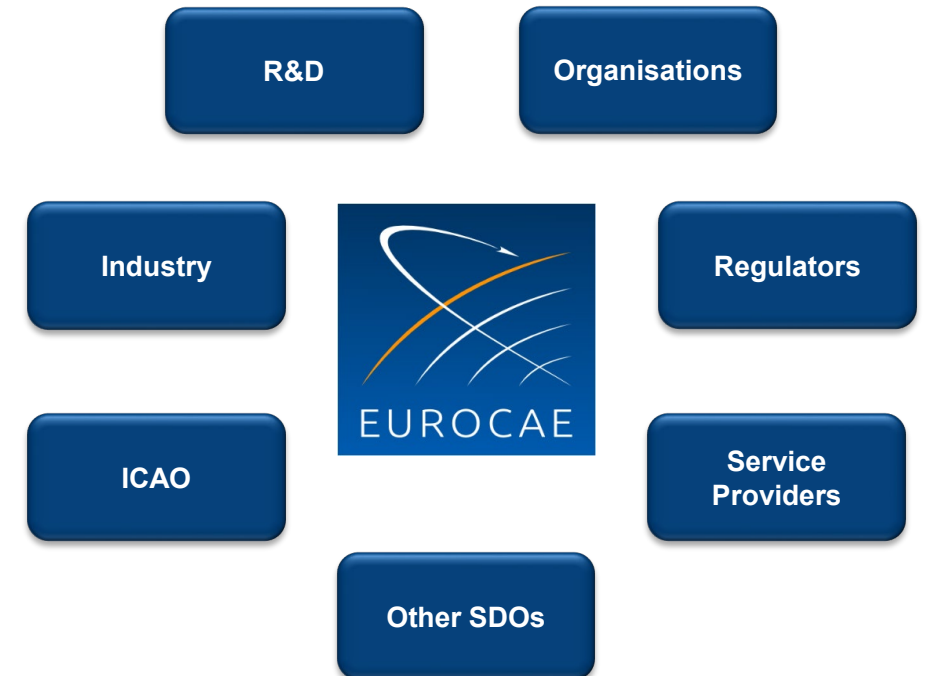 R&D
Organisations
Industry
Regulators
EUROCAE
ICAO
Service
Providers
Other SDOs